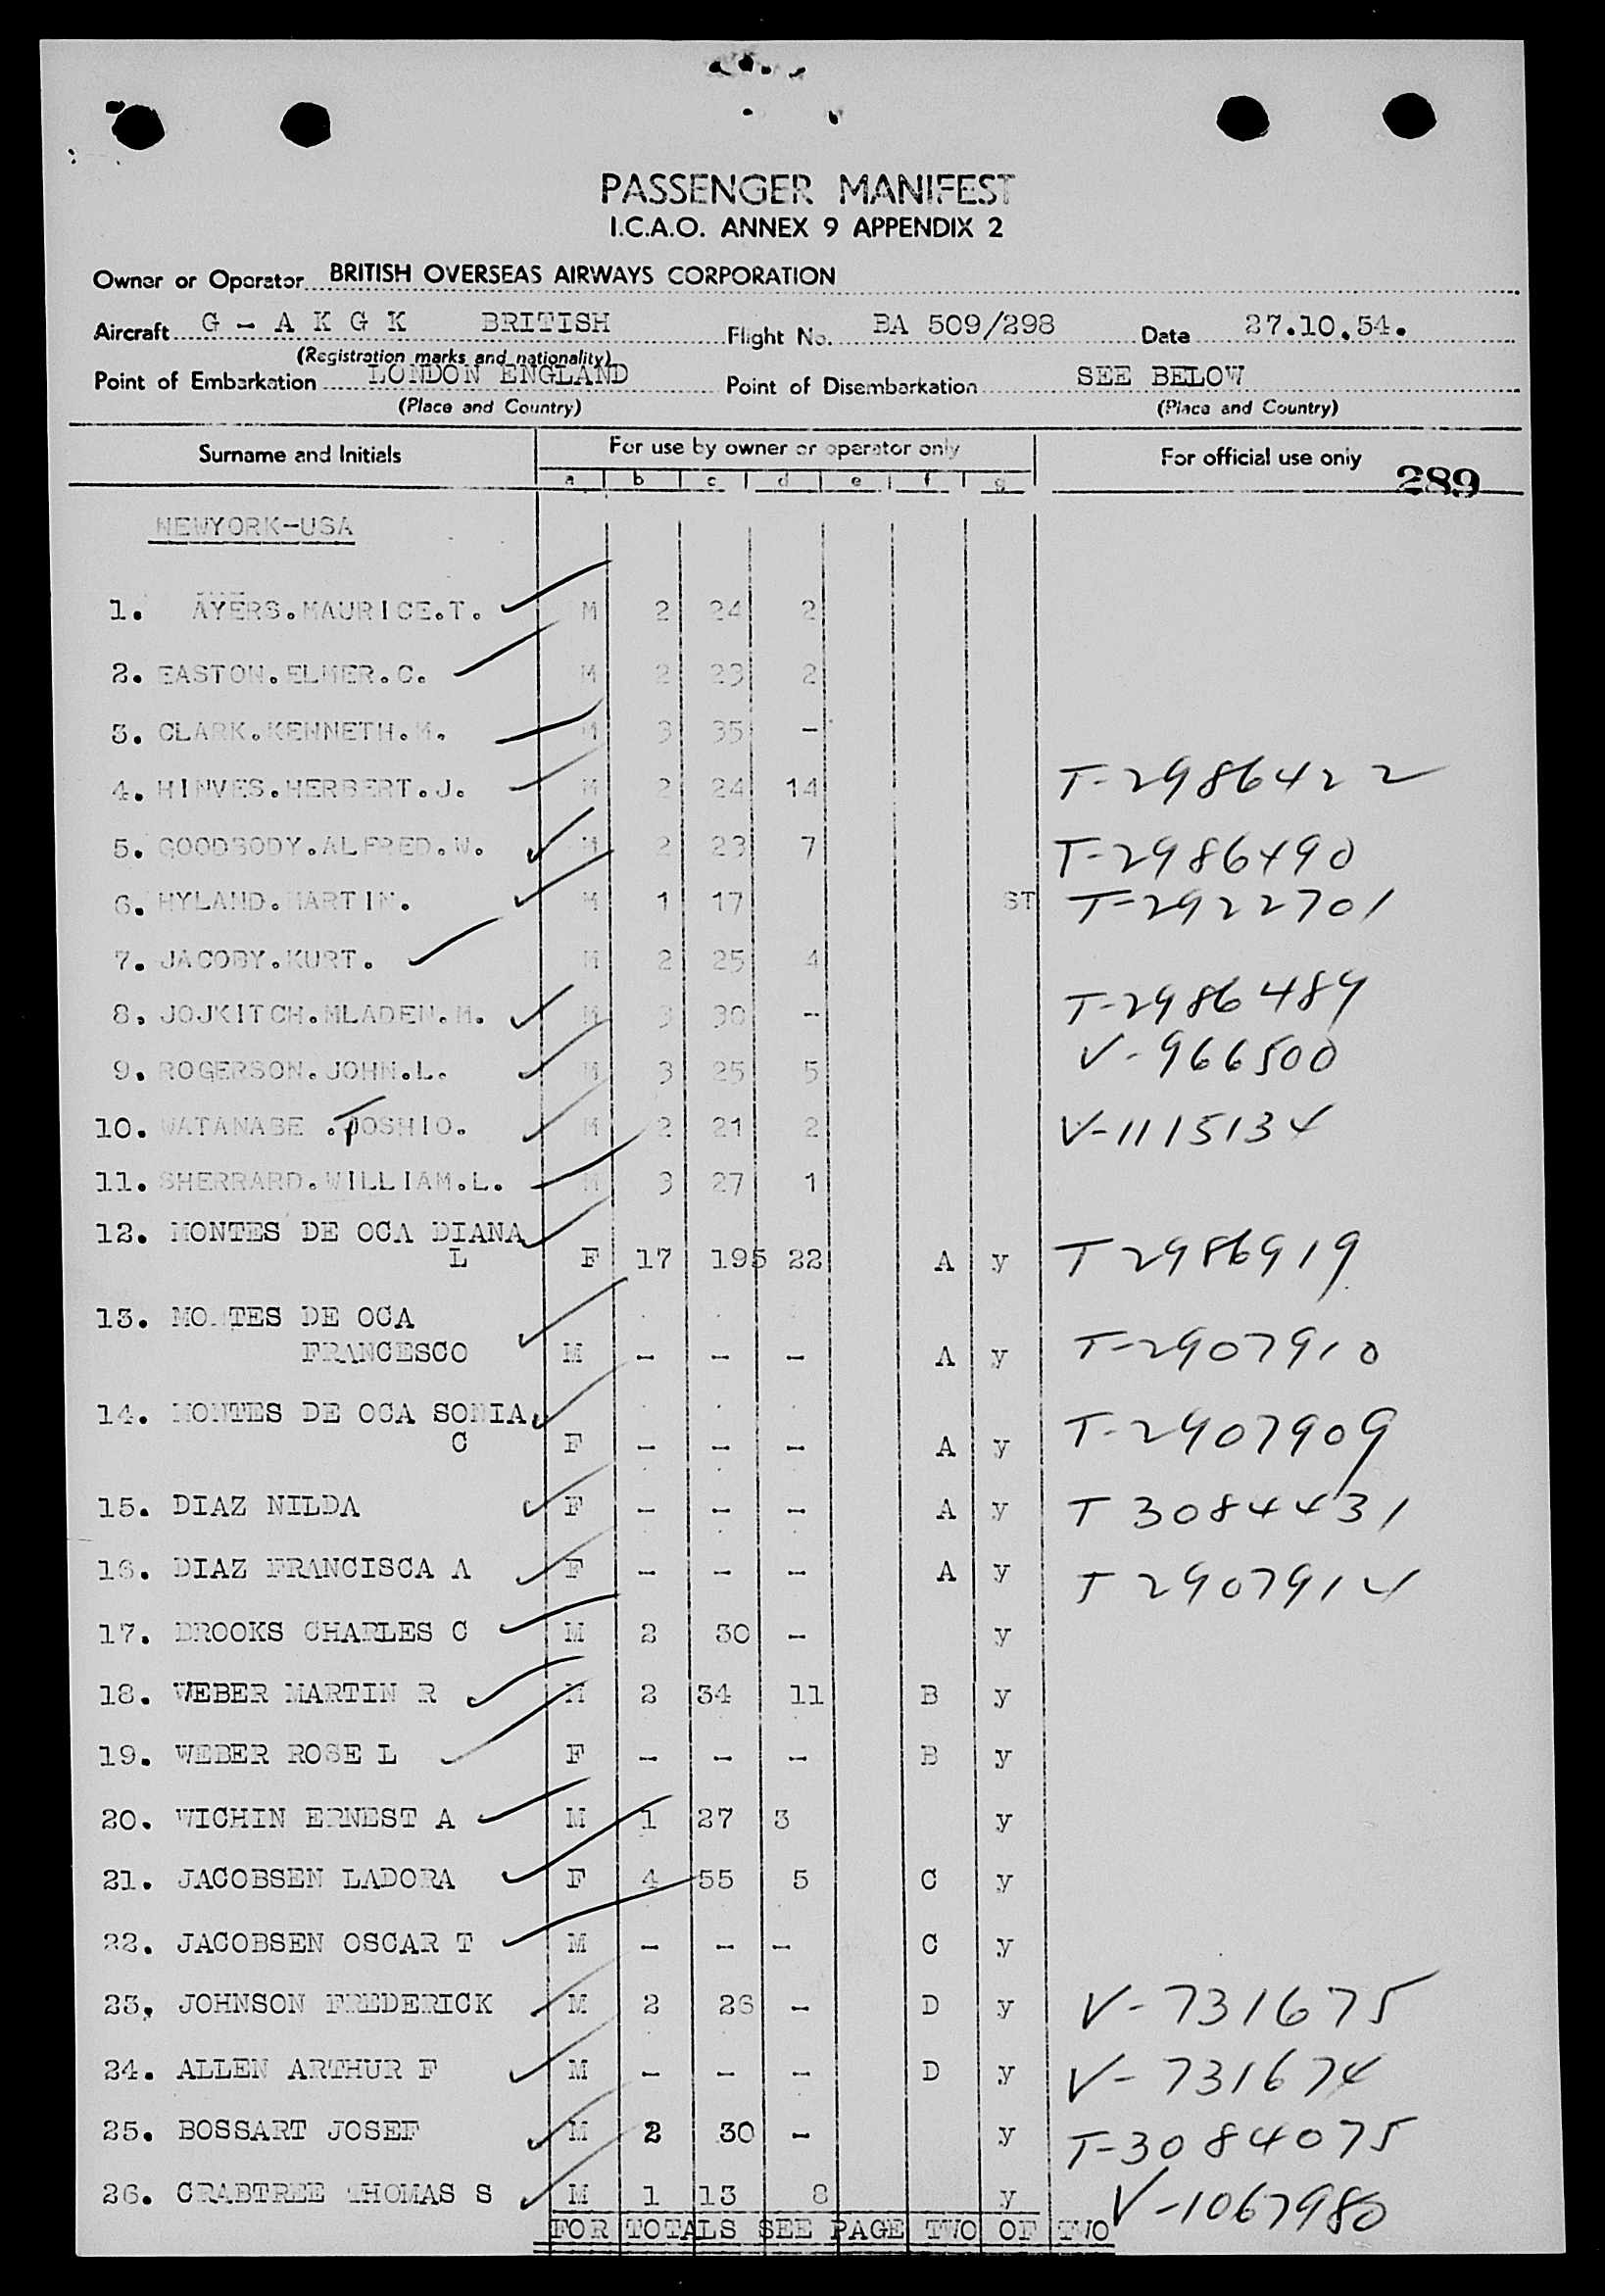 PASSENGER MANIFEST
I.C.A.O. ANNEX 9 APPENDIX 2
Owner or Operator BRITISH OVERSEAS AIRWAYS CORPORATION
Aircraft G - A K G K BRITISH Flight No. BA 509/298 Date 27.10.54.
(Registration marks and nationality)
Point of Embarkation LONDON ENGLAND Point of Disembarkation SEE BELOW
(Place and Country) (Place and Country)
Surname and Initials For use by owner or operator only For official use only 289
a b c d e f g
NEWYORK-USA
1. AYERS.MAURICE.T. M 2 24 2
2. EASTON.ELMER.C. M 2 23 2
3. CLARK.KENNETH.M. M 3 35 -
4. HINVES.HERBERT.J. M 2 24 14 T-2986422
5. GOODBODY.ALFRED.W. M 2 23 7 T-2986490
6. HYLAND.MARTIN. M 1 17 ST T-2922701
7. JACOBY.KURT. M 2 25 4
8. JOJKITCH.MLADEN.M. M 3 30 - T-2986489
9. ROGERSON.JOHN.L. M 3 25 5 V-966500
10. WATANABE .TOSHIO. M 2 21 2 V-1115134
11. SHERRARD.WILLIAM.L. M 3 27 1
12. MONTES DE OCA DIANA
L F 17 195 22 A y T 2986919
13. MO TES DE OCA
FRANCESCO M - - - A y T-2907910
14. MONTES DE OCA SONIA
C F - - - A y T-2907909
15. DIAZ NILDA F - - - A y T 3084431
16. DIAZ FRANCISCA A F - - - A y T 2907914
17. BROOKS CHARLES C M 2 30 - y
18. WEBER MARTIN R M 2 34 11 B y
19. WEBER ROSE L F - - - B y
20. WICHIN ERNEST A M 1 27 3 y
21. JACOBSEN LADORA F 4 55 5 C y
22. JACOBSEN OSCAR T M - - - C y
23. JOHNSON FREDERICK M 2 26 - D y V-731675
24. ALLEN ARTHUR F M - - - D y V-731674
25. BOSSART JOSEF M 2 30 - y T-3084075
26. CRABTREE THOMAS S M 1 13 8 y V-1067980
FOR TOTALS SEE PAGE TWO OF TWO